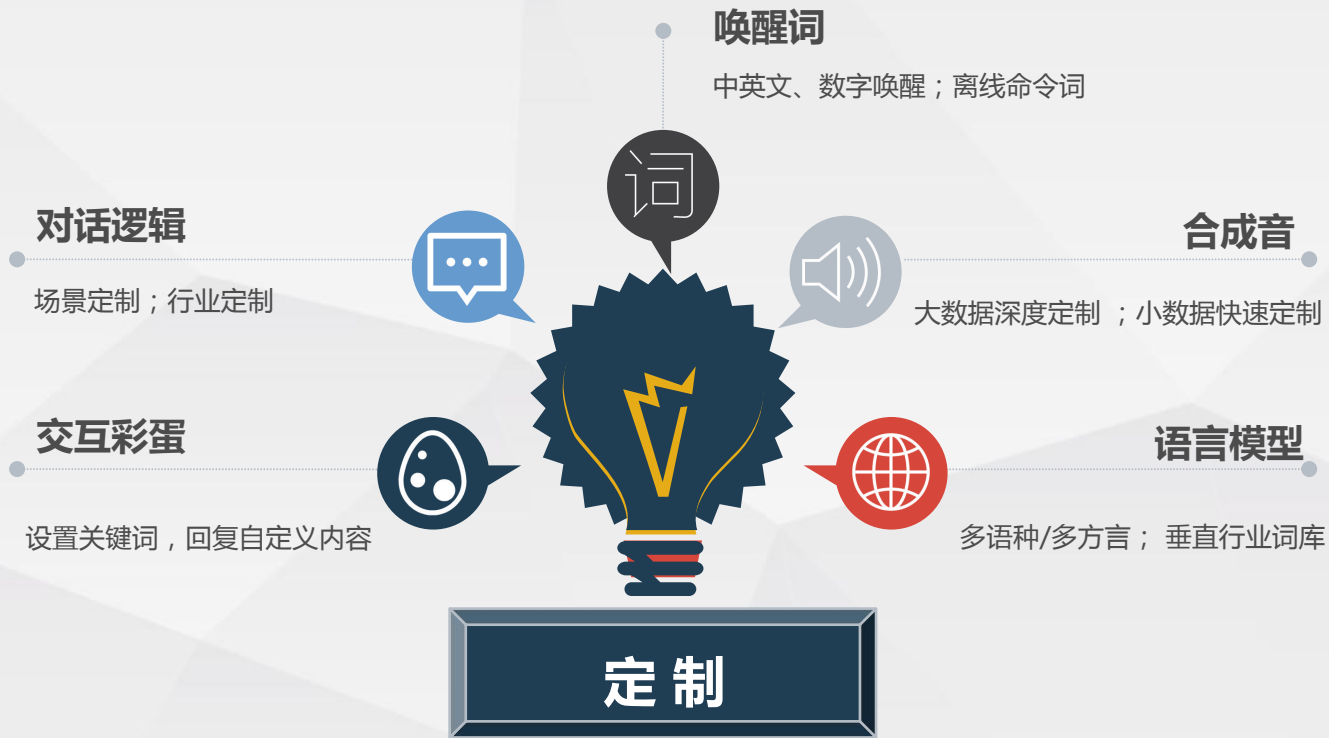 唤醒词
中英文、数字唤醒；离线命令词
词
对话逻辑
场景定制；行业定制
合成音
大数据深度定制 ；小数据快速定制
交互彩蛋
设置关键词，回复自定义内容
语言模型
多语种/多方言； 垂直行业词库
定 制